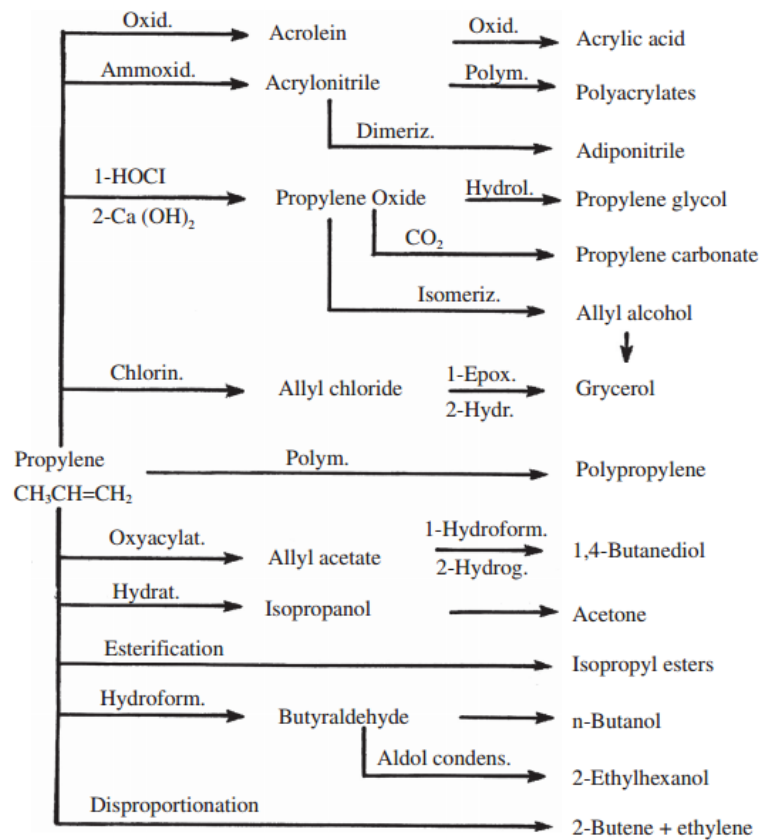 Oxid. Acrolein Oxid. Acrylic acid
Ammoxid. Acrylonitrile Polym. Polyacrylates
Dimeriz. Adiponitrile
1-HOCI
2-Ca (OH)₂ Propylene Oxide Hydrol. Propylene glycol
CO₂ Propylene carbonate
Isomeriz. Allyl alcohol
Chlorin. Allyl chloride 1-Epox. Grycerol
2-Hydr.
Propylene Polym. Polypropylene
CH₃CH=CH₂
Oxyacylat. Allyl acetate 1-Hydroform. 1,4-Butanediol
2-Hydrog.
Hydrat. Isopropanol Acetone
Esterification Isopropyl esters
Hydroform. Butyraldehyde n-Butanol
Aldol condens. 2-Ethylhexanol
Disproportionation 2-Butene + ethylene